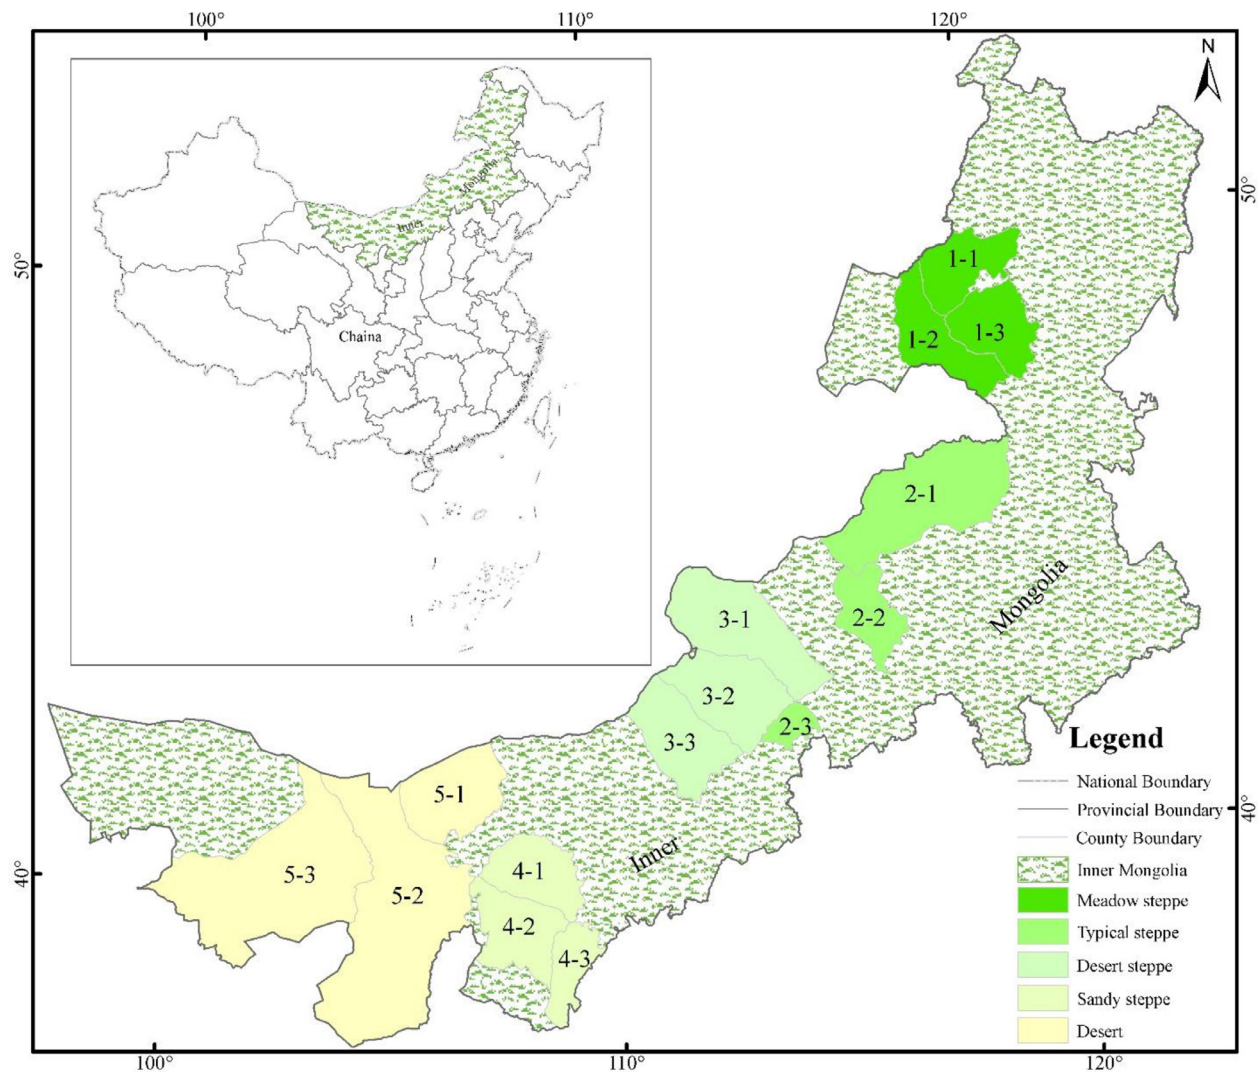 100°
110°
120°
N
50°
50°
Mongolia
Inner
Chaina
1-1
1-2
1-3
2-1
2-2
Mongolia
3-1
3-2
2-3
3-3
5-1
Inner
4-1
5-3
5-2
4-2
4-3
40°
40°
Legend
National Boundary
Provincial Boundary
County Boundary
Inner Mongolia
Meadow steppe
Typical steppe
Desert steppe
Sandy steppe
Desert
100°
110°
120°